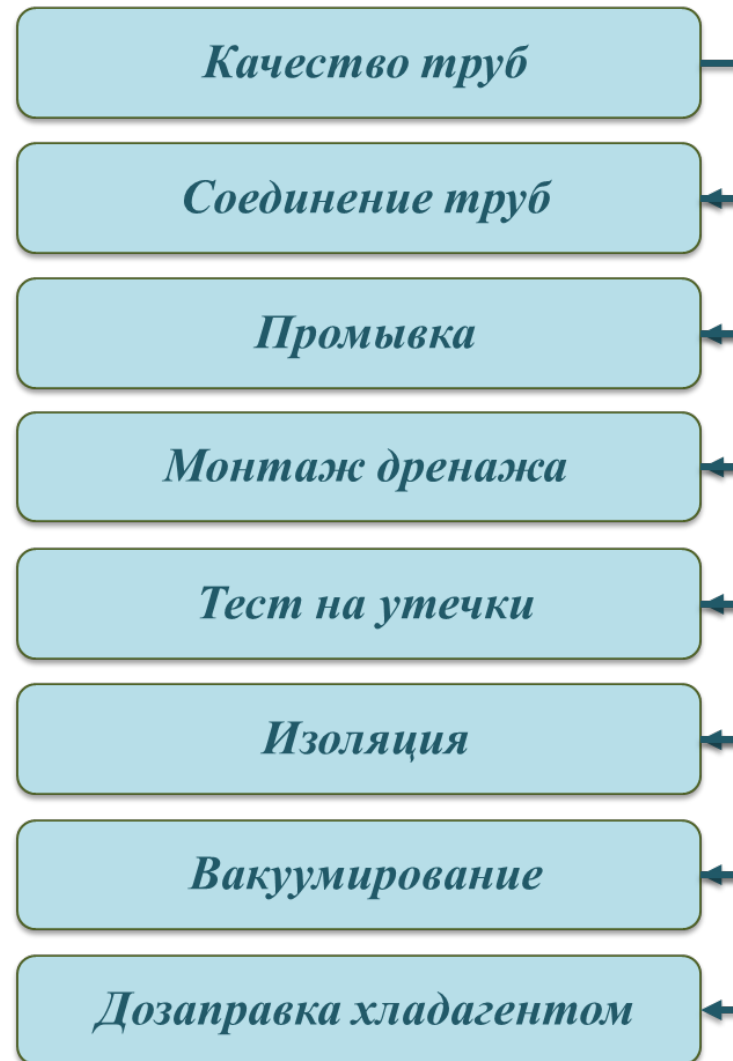 Качество труб
Соединение труб
Промывка
Монтаж дренажа
Тест на утечки
Изоляция
Вакуумирование
Дозаправка хладагентом